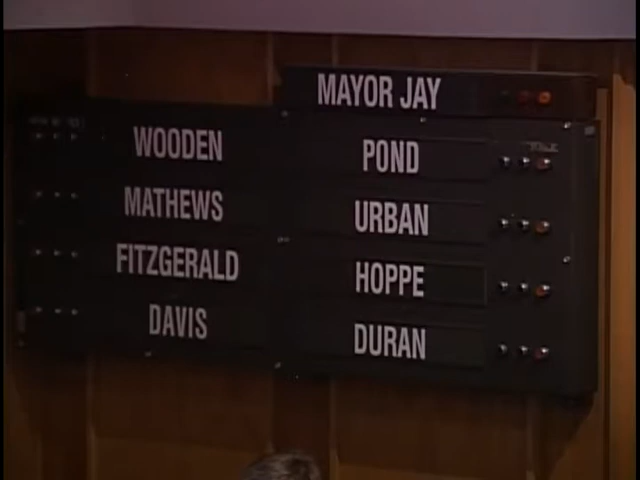 MAYOR JAY
WOODEN
POND
MATHEWS
URBAN
FITZGERALD
HOPPE
DAVIS
DURAN